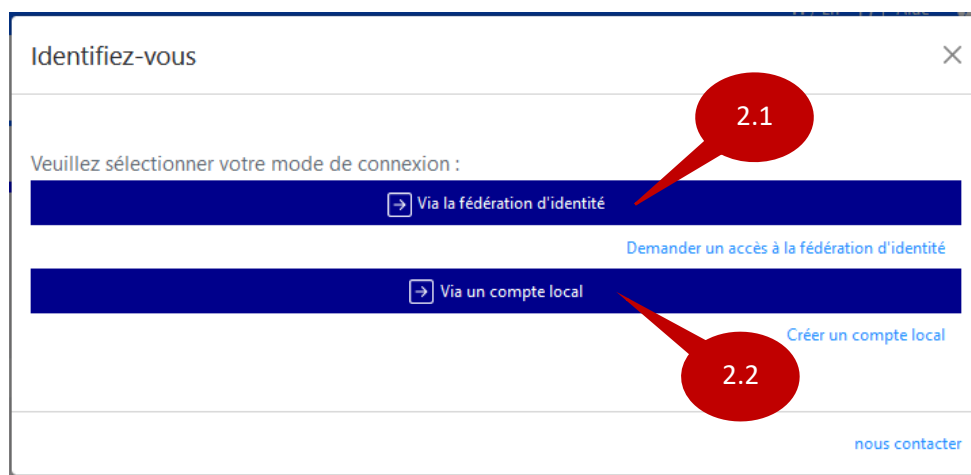 Identifiez-vous
2.1
Veuillez sélectionner votre mode de connexion :
Via la fédération d'identité
Demander un accès à la fédération d'identité
Via un compte local
Créer un compte local
2.2
nous contacter